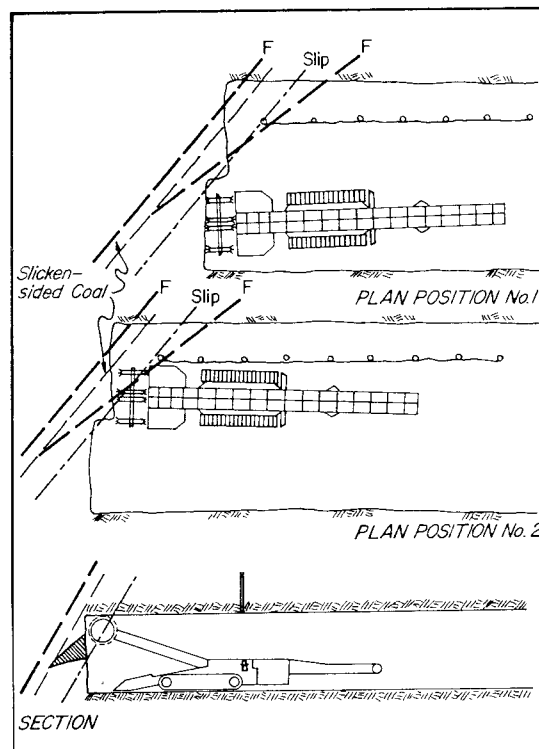 F
Slip
F
Slicken-
sided Coal
PLAN POSITION No.1
F
Slip
F
PLAN POSITION No. 2
SECTION